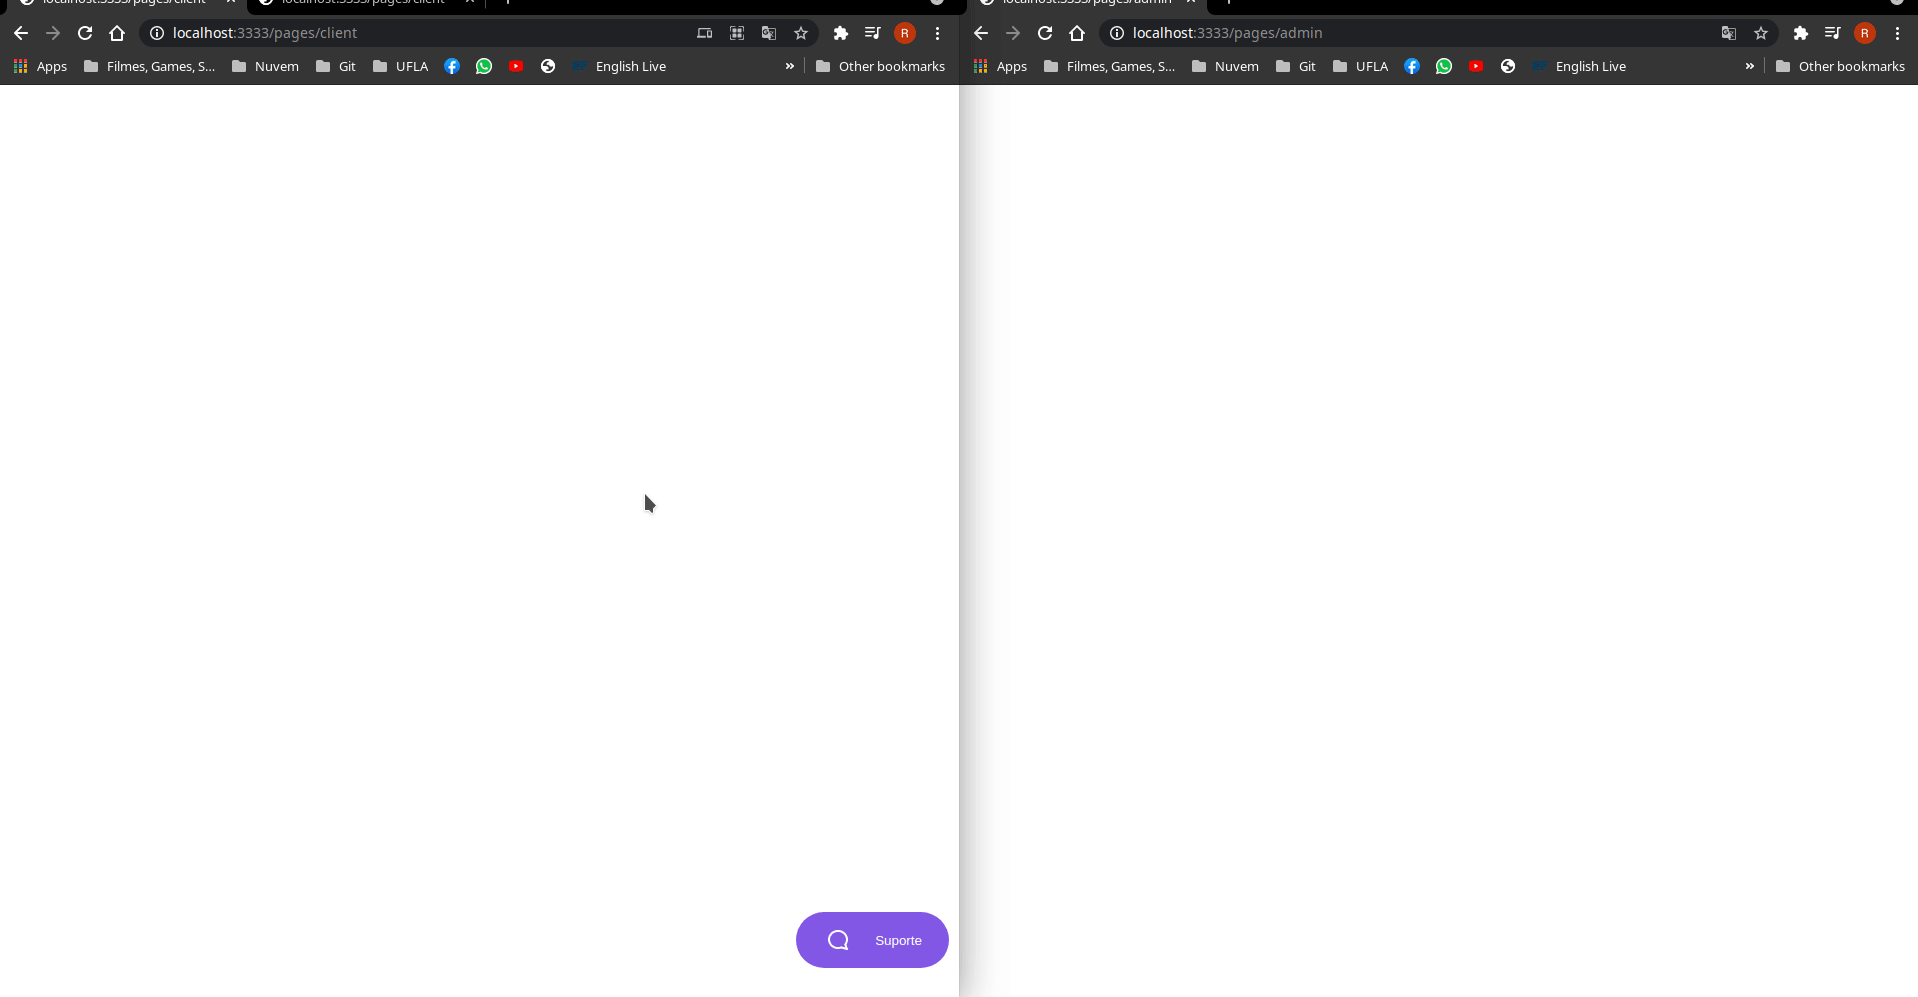 localhost:3333/pages/client
localhost:3333/pages/client
localhost:3333/pages/admin
localhost:3333/pages/client
localhost:3333/pages/admin
Apps
Filmes, Games, S...
Nuvem
Git
UFLA
English Live
»
Other bookmarks
Apps
Filmes, Games, S...
Nuvem
Git
UFLA
English Live
»
Other bookmarks
R
R
Suporte